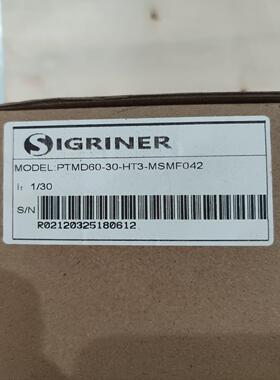 SIGRINER
MODEL:PTMD60-30-HT3-MSMF042
i: 1/30
S/N
R02120325180612